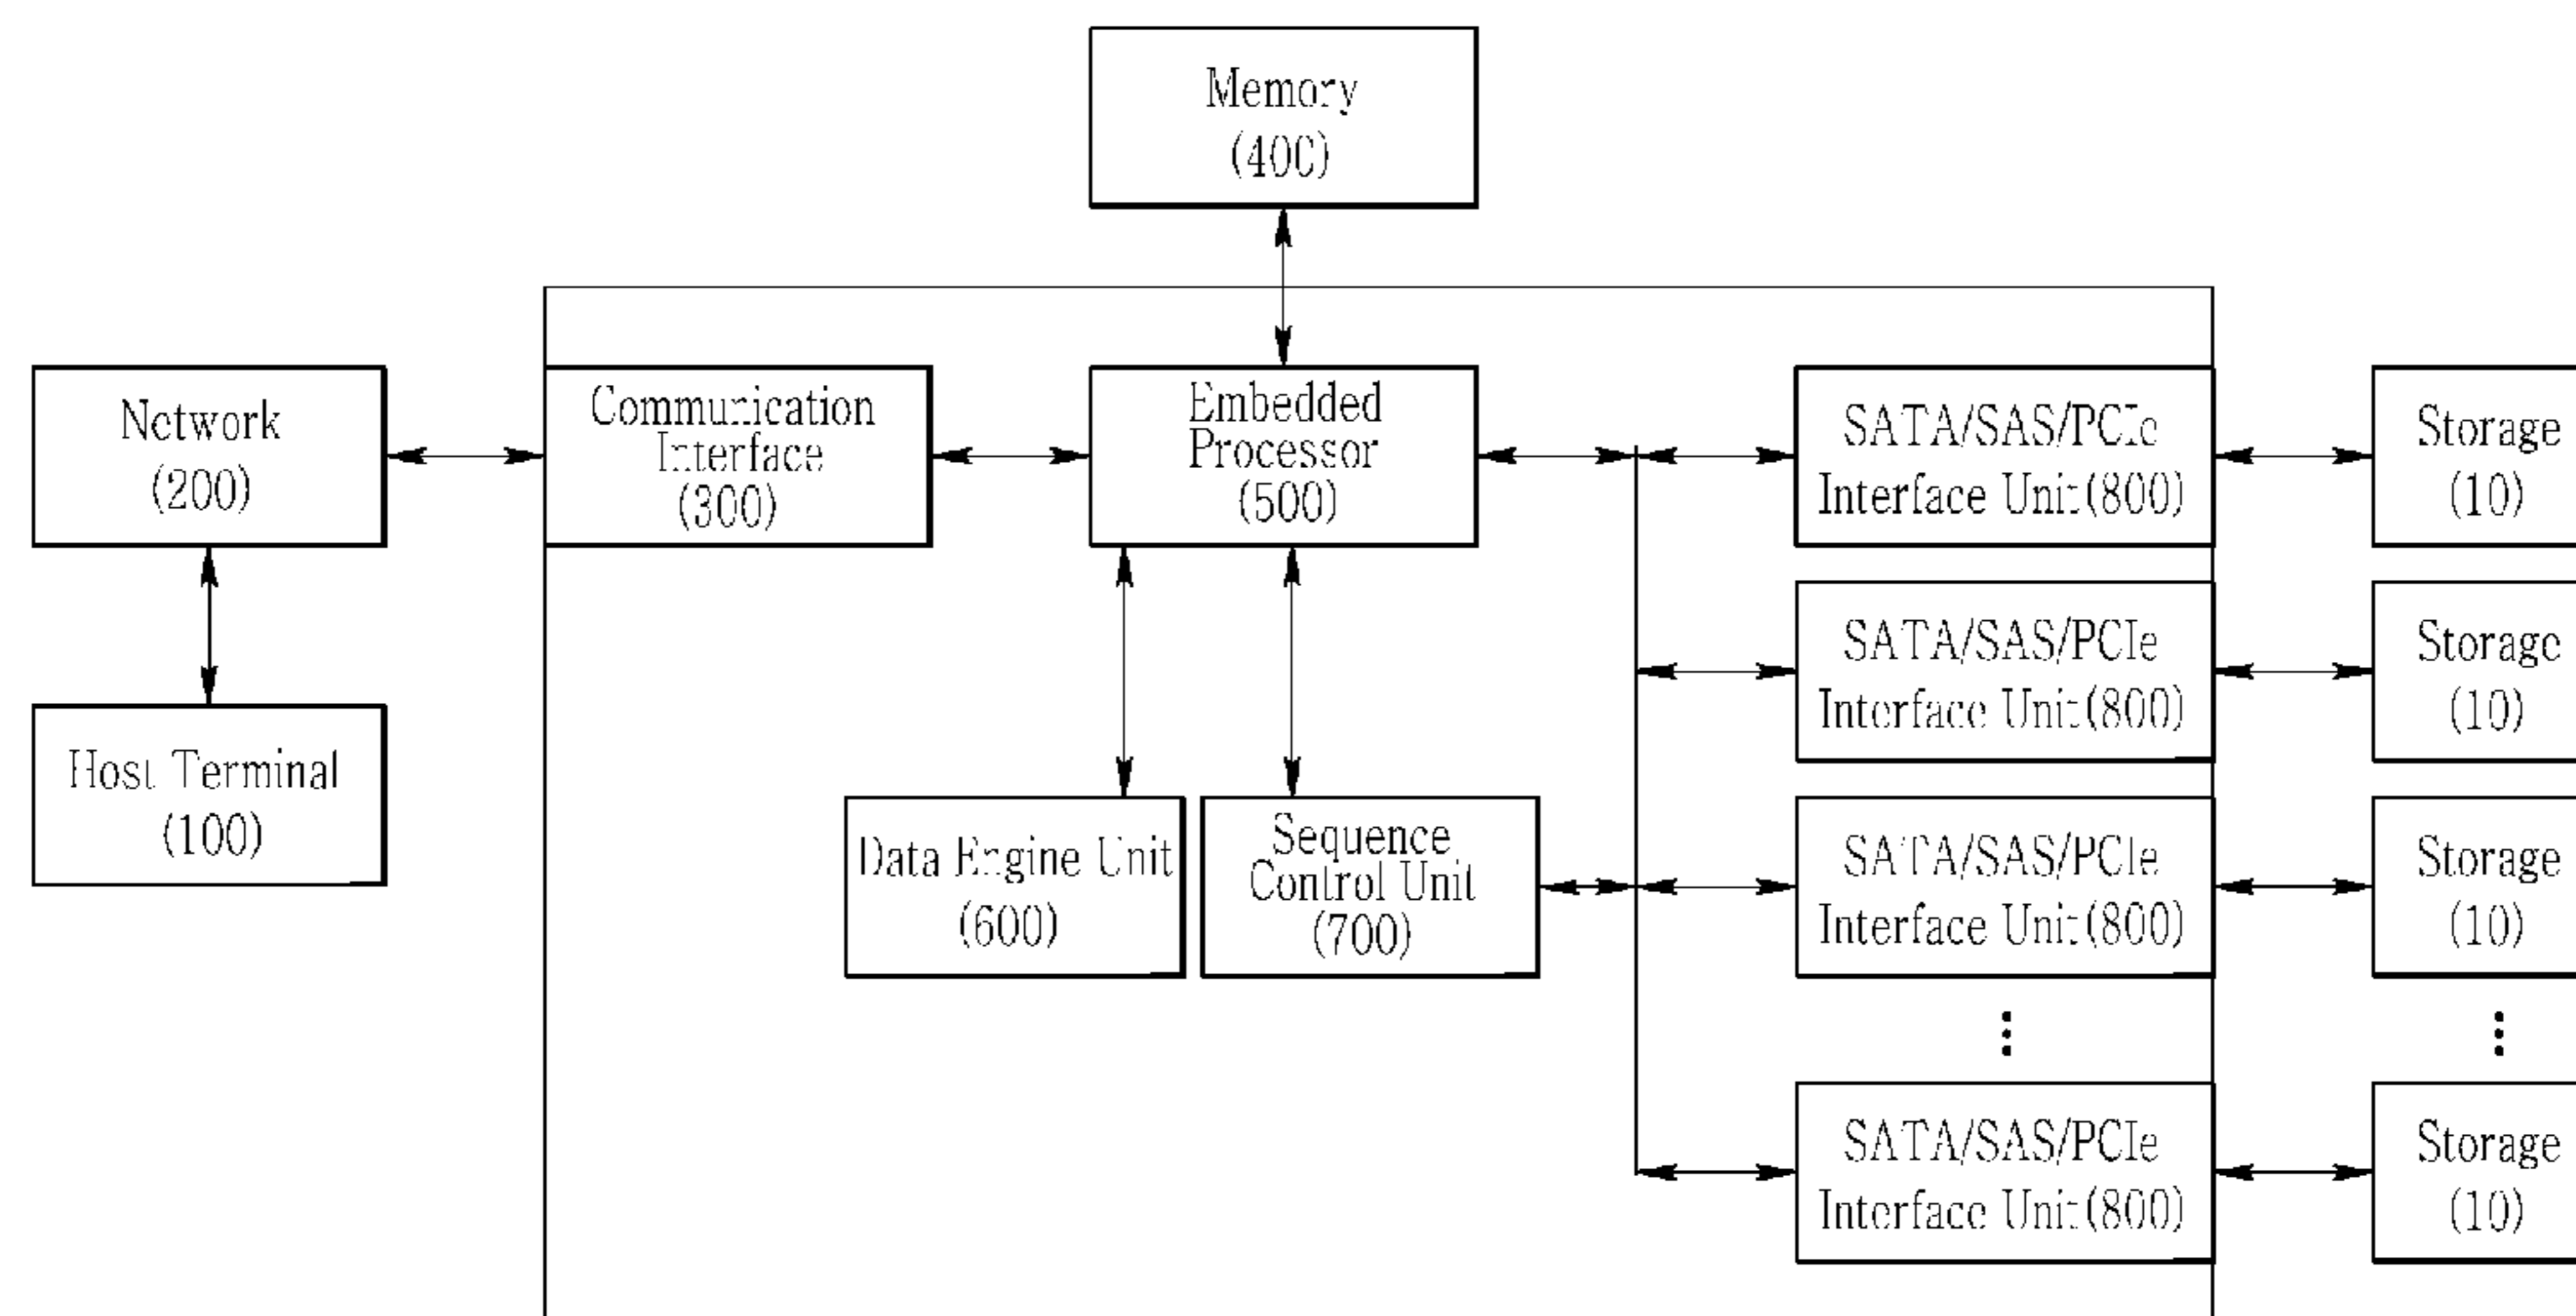 Memory
(400)
Network
(200)
Communication
Interface
(300)
Embedded
Processor
(500)
SATA/SAS/PCIe
Interface Unit(800)
Storage
(10)
SATA/SAS/PCIe
Interface Unit(800)
Storage
(10)
Host Terminal
(100)
Data Engine Unit
(600)
Sequence
Control Unit
(700)
SATA/SAS/PCIe
Interface Unit(800)
Storage
(10)
SATA/SAS/PCIe
Interface Unit(800)
Storage
(10)